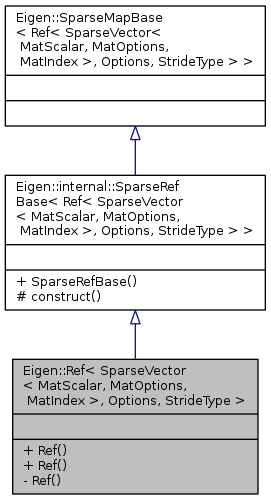 Eigen::SparseMapBase
< Ref< SparseVector<
MatScalar, MatOptions,
MatIndex >, Options, StrideType > >
Eigen::internal::SparseRef
Base< Ref< SparseVector
< MatScalar, MatOptions,
MatIndex >, Options, StrideType > >
+ SparseRefBase()
# construct()
Eigen::Ref< SparseVector
< MatScalar, MatOptions,
MatIndex >, Options, StrideType >
+ Ref()
+ Ref()
- Ref()